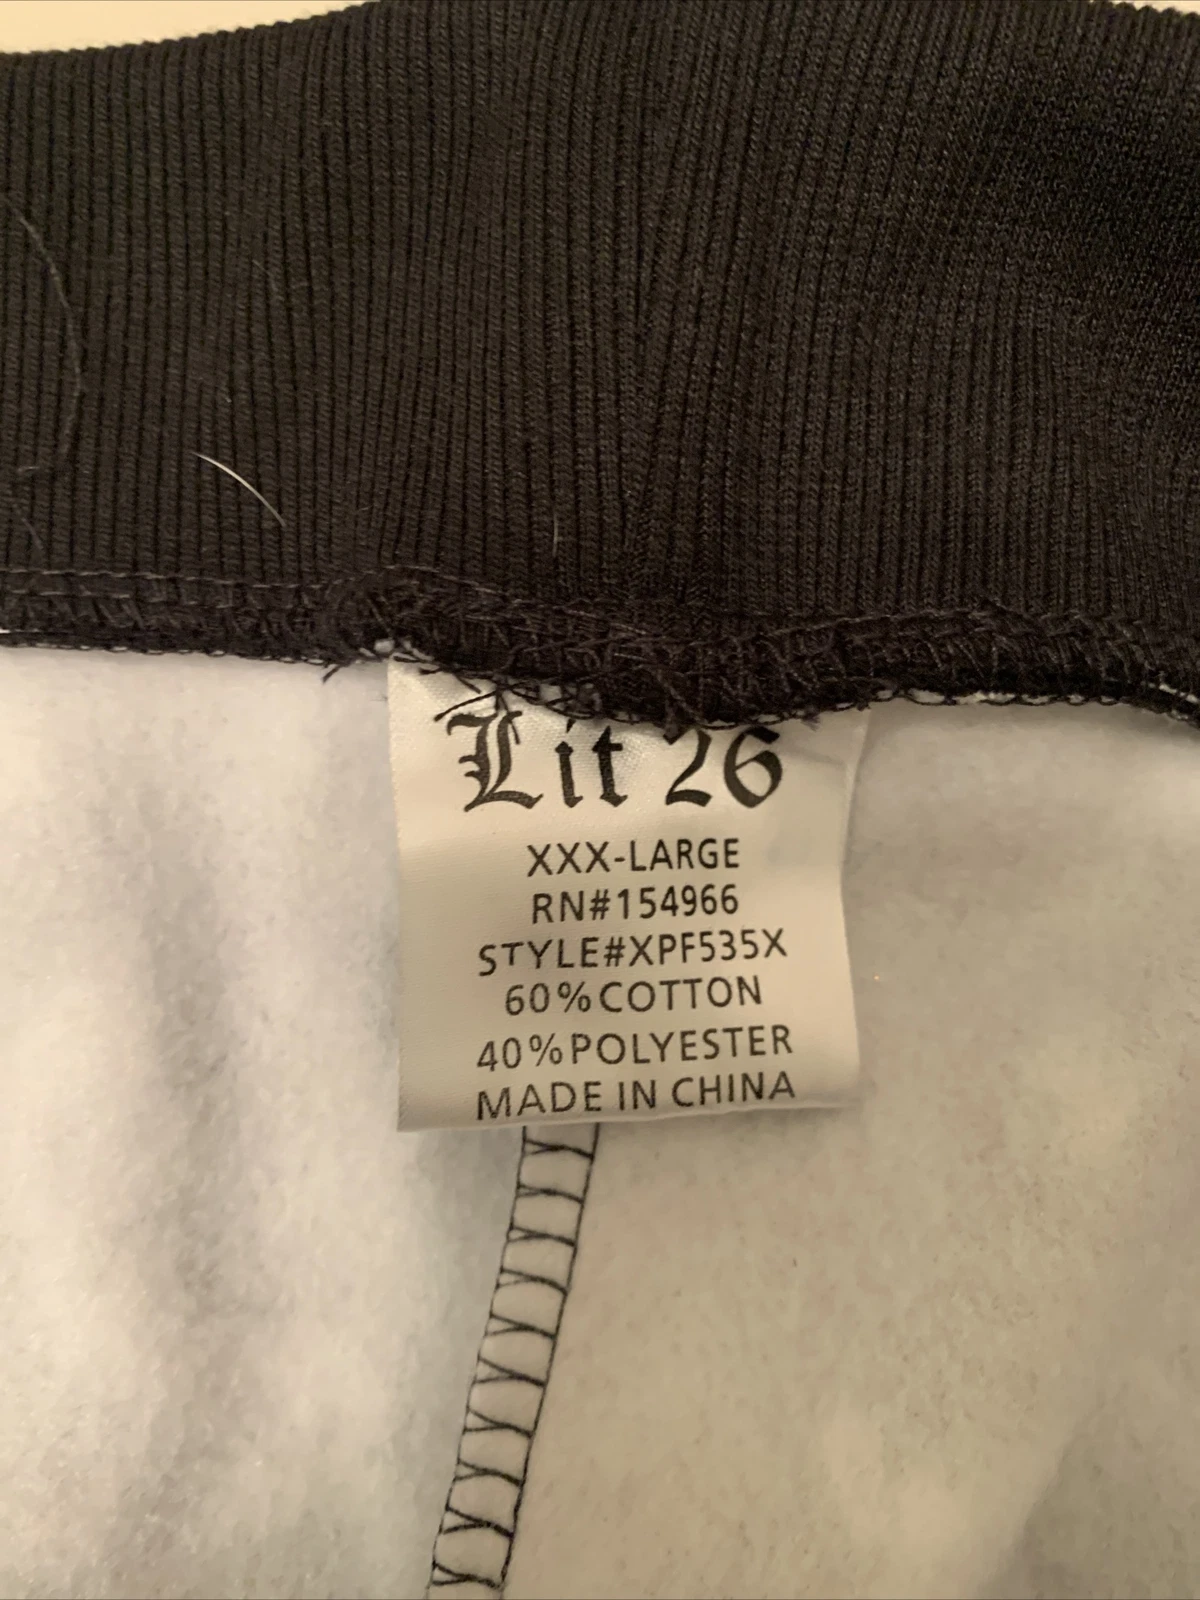 Lit 26
XXX-LARGE
RN#154966
STYLE#XPF535X
60%COTTON
40%POLYESTER
MADE IN CHINA